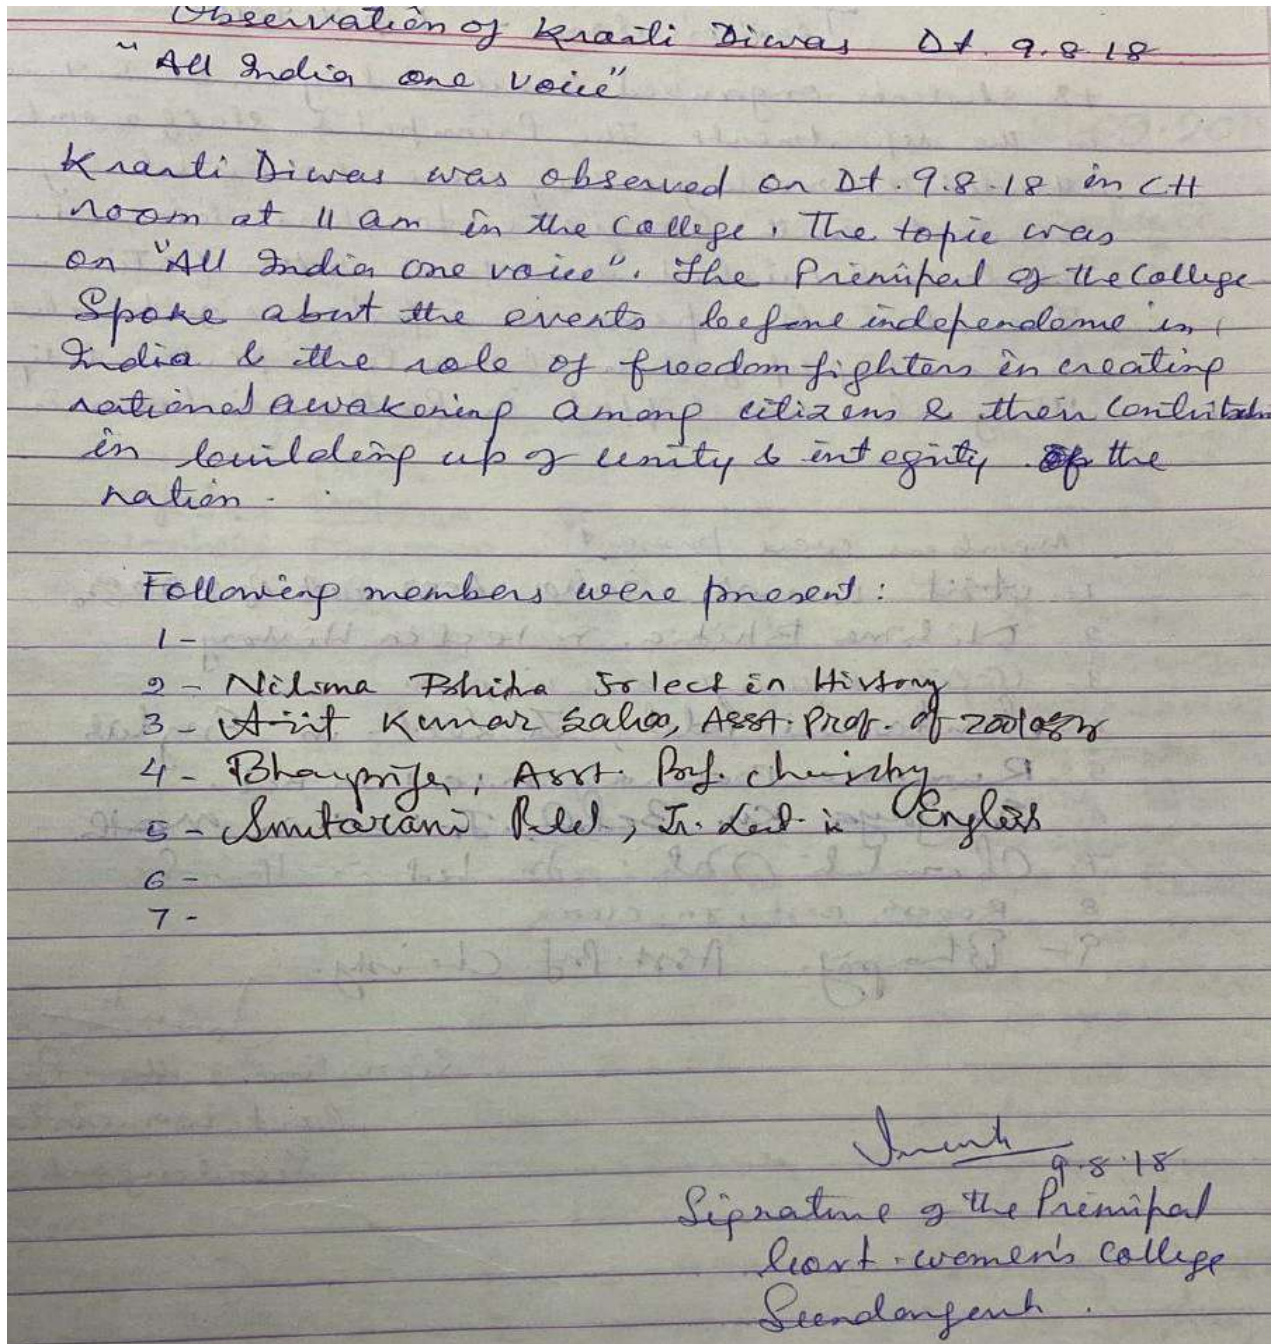 Observation of Kranti Diwas Dt. 9.8.18
"All India one voice"
Kranti Diwas was observed on Dt. 9.8.18 in CH
room at 11 am in the College. The topic was
on "All India one voice". The Principal of the College
Spoke about the events before independence in
India & the role of freedom fighters in creating
national awakening among citizens & their Contribution
in building up of unity & integrity of the
nation.
Following members were present:
1-
2- Nilima Sr lect in History
3- Ajit Kumar Sahoo, Asst. Prof. of Zoology
4- Asst. Prof. Chemistry
5- Smitarani Patel, Jr. Lect. in English
6-
7-
9.8.18
Signature of the Principal
Govt. women's College
Sundargarh.